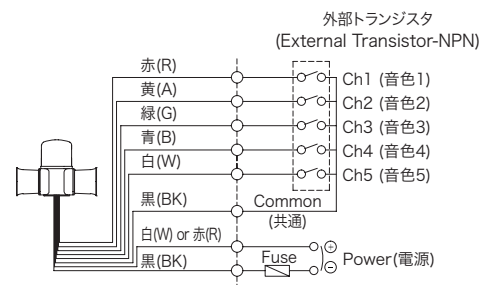 外部トランジスタ
(External Transistor-NPN)
赤(R)
Ch1 (音色1)
黄(A)
Ch2 (音色2)
緑(G)
Ch3 (音色3)
青(B)
Ch4 (音色4)
白(W)
Ch5 (音色5)
黒(BK)
Common
(共通)
白(W) or 赤(R)
黒(BK)
Fuse
⊕
⊖
Power(電源)